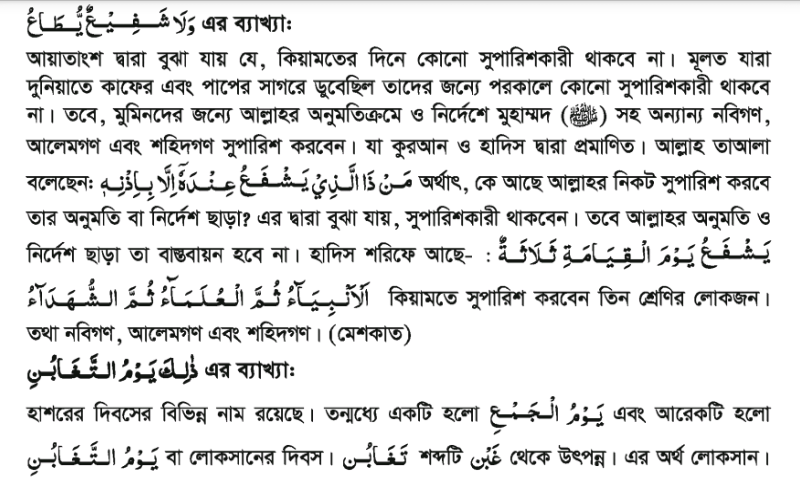 وَلَا شَفِيْعٌ يُّطَاعُ এর ব্যাখ্যা:
আয়াতাংশ দ্বারা বুঝা যায় যে, কিয়ামতের দিনে কোনো সুপারিশকারী থাকবে না। মূলত যারা
দুনিয়াতে কাফের এবং পাপের সাগরে ডুবেছিল তাদের জন্যে পরকালে কোনো সুপারিশকারী থাকবে
না। তবে, মুমিনদের জন্যে আল্লাহর অনুমতিক্রমে ও নির্দেশে মুহাম্মদ (ﷺ) সহ অন্যান্য নবিগণ,
আলেমগণ এবং শহিদগণ সুপারিশ করবেন। যা কুরআন ও হাদিস দ্বারা প্রমাণিত। আল্লাহ তাআলা
বলেছেন: مَنْ ذَا الَّذِيْ يَشْفَعُ عِنْدَهٗٓ اِلَّا بِاِذْنِهٖ অর্থাৎ, কে আছে আল্লাহর নিকট সুপারিশ করবে
তার অনুমতি বা নির্দেশ ছাড়া? এর দ্বারা বুঝা যায়, সুপারিশকারী থাকবেন। তবে আল্লাহর অনুমতি ও
নির্দেশ ছাড়া তা বাস্তবায়ন হবে না। হাদিস শরিফে আছে- : يَشْفَعُ يَوْمَ الْقِيَامَةِ ثَلَاثَةٌ
اَلْاَنْبِيَآءُ ثُمَّ الْعُلَمَآءُ ثُمَّ الشُّهَدَآءُ কিয়ামতে সুপারিশ করবেন তিন শ্রেণির লোকজন।
তথা নবিগণ, আলেমগণ এবং শহিদগণ। (মেশকাত)
ذٰلِكَ يَوْمُ التَّغَابُنِ এর ব্যাখ্যা:
হাশরের দিবসের বিভিন্ন নাম রয়েছে। তন্মধ্যে একটি হলো يَوْمُ الْجَمْعِ এবং আরেকটি হলো
يَوْمُ التَّغَابُنِ বা লোকসানের দিবস। تَغَابُن শব্দটি غَبْن থেকে উৎপন্ন। এর অর্থ লোকসান।